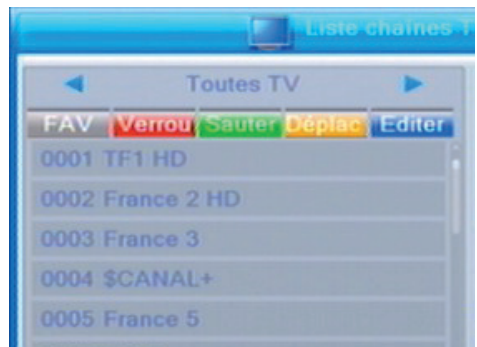 Liste chaînes T
Toutes TV
FAV Verrou Sauter Déplac Editer
0001 TF1 HD
0002 France 2 HD
0003 France 3
0004 $CANAL+
0005 France 5